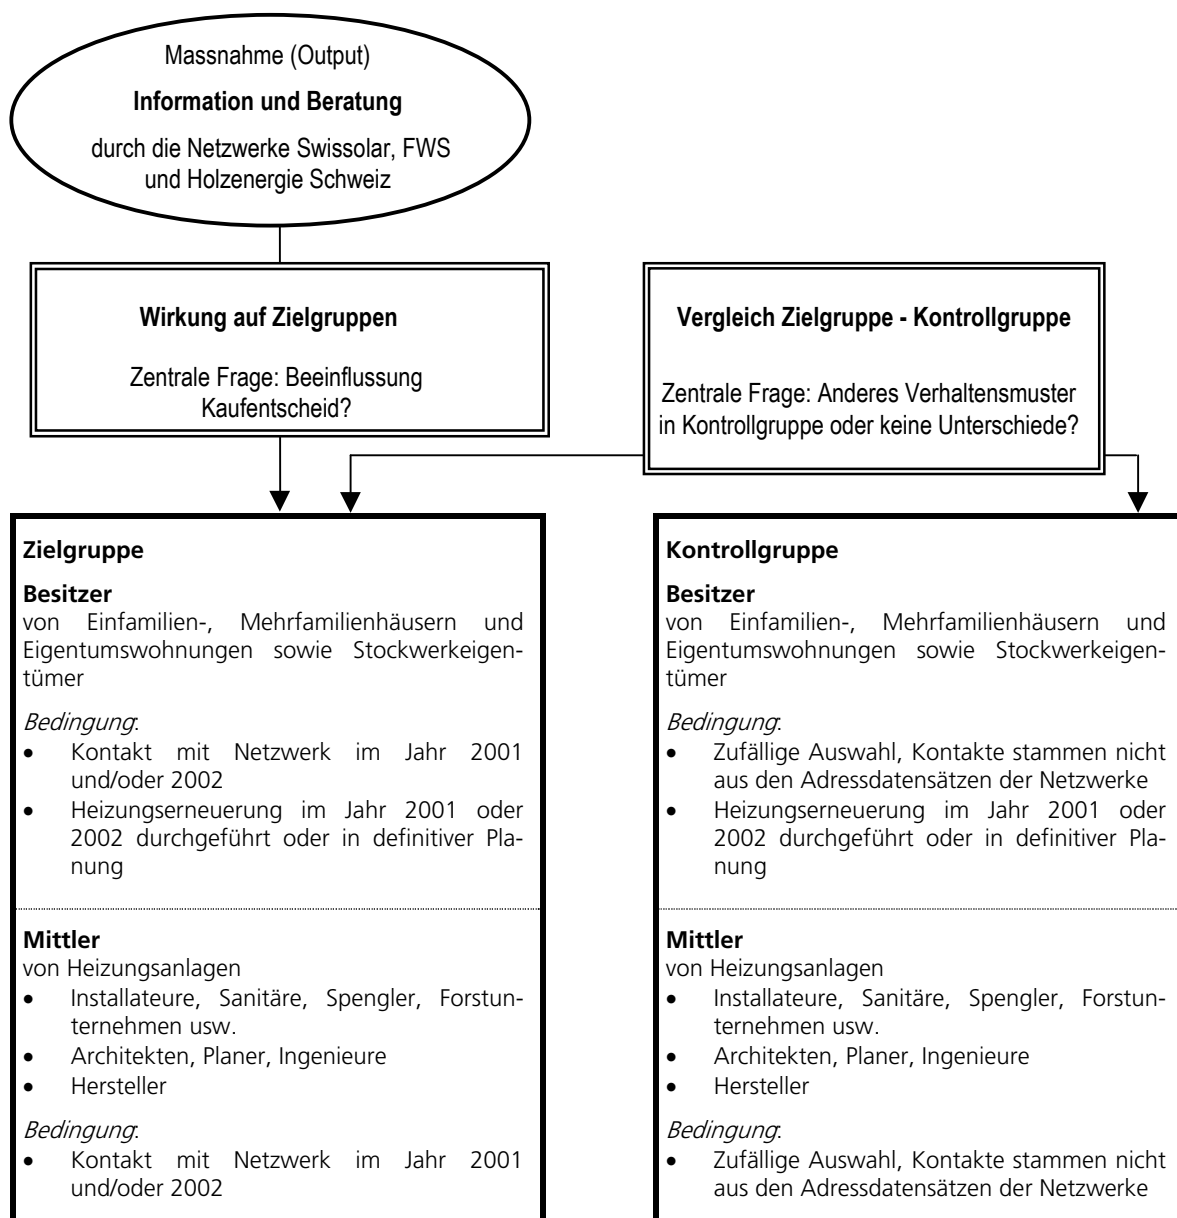 Massnahme (Output)
Information und Beratung
durch die Netzwerke Swissolar, FWS
und Holzenergie Schweiz
Wirkung auf Zielgruppen
Zentrale Frage: Beeinflussung
Kaufentscheid?
Vergleich Zielgruppe - Kontrollgruppe
Zentrale Frage: Anderes Verhaltensmuster
in Kontrollgruppe oder keine Unterschiede?
Zielgruppe
Besitzer
von Einfamilien-, Mehrfamilienhäusern und
Eigentumswohnungen sowie Stockwerkeigen-
tümer
Bedingung:
• Kontakt mit Netzwerk im Jahr 2001
und/oder 2002
• Heizungserneuerung im Jahr 2001 oder
2002 durchgeführt oder in definitiver Pla-
nung
Mittler
von Heizungsanlagen
• Installateure, Sanitäre, Spengler, Forstun-
ternehmen usw.
• Architekten, Planer, Ingenieure
• Hersteller
Bedingung:
• Kontakt mit Netzwerk im Jahr 2001
und/oder 2002
Kontrollgruppe
Besitzer
von Einfamilien-, Mehrfamilienhäusern und
Eigentumswohnungen sowie Stockwerkeigen-
tümer
Bedingung:
• Zufällige Auswahl, Kontakte stammen nicht
aus den Adressdatensätzen der Netzwerke
• Heizungserneuerung im Jahr 2001 oder
2002 durchgeführt oder in definitiver Pla-
nung
Mittler
von Heizungsanlagen
• Installateure, Sanitäre, Spengler, Forstun-
ternehmen usw.
• Architekten, Planer, Ingenieure
• Hersteller
Bedingung:
• Zufällige Auswahl, Kontakte stammen nicht
aus den Adressdatensätzen der Netzwerke